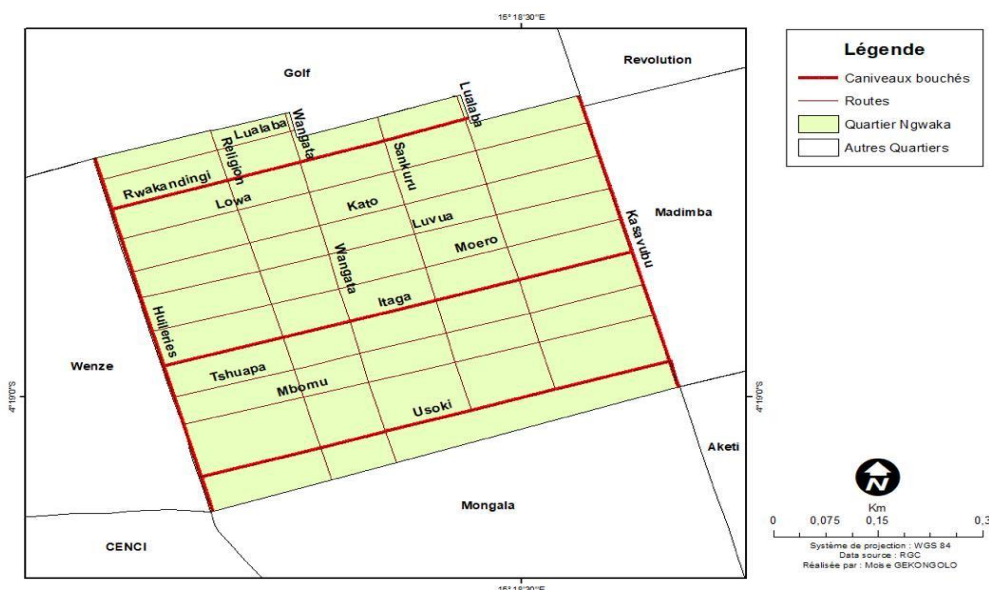 15°18'30"E
Golf
Revolution
Légende
Caniveaux bouchés
Routes
Quartier Ngwaka
Autres Quartiers
Lualaba
Wangata
Lualaba
Religion
Rwakandingi
Lowa
Sankuru
Kato
Luvua
Moero
Madimba
Kasavubu
Wangata
Itaga
Huileries
Wenze
Tshuapa
Mbomu
Usoki
4°19'0"S
4°19'0"S
Aketi
Mongala
CENCI
N
Km
0 0,075 0,15 0,3
Système de projection : WGS 84
Data source : RGC
Réalisée par : Moise GEKONGOLO
15°18'30"E